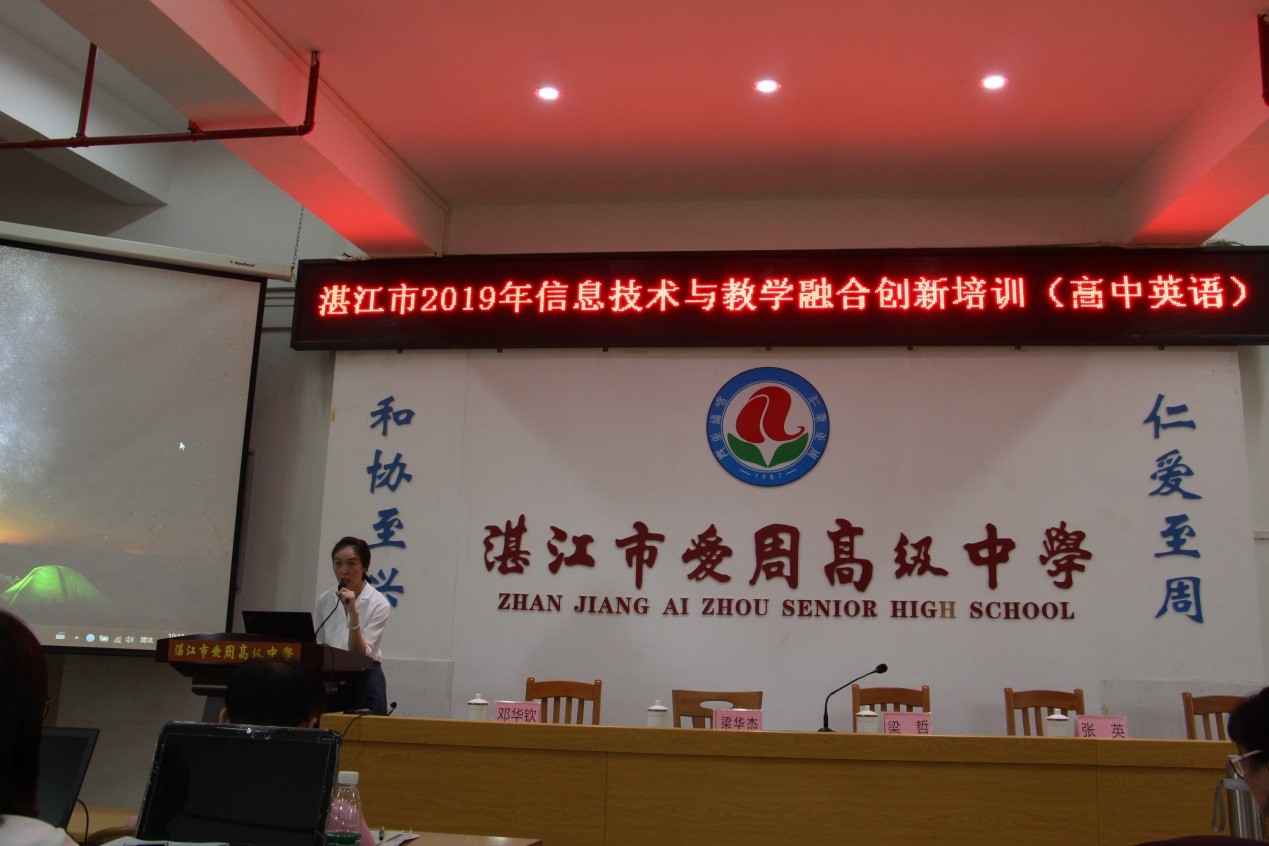 湛江市2019年信息技术与教学融合创新培训（高中英语）
和协至兴
仁爱至周
1987
湛江市爱周高级中學
ZHAN JIANG AI ZHOU SENIOR HIGH SCHOOL
湛江市爱周高级中學
邓华钦
梁华杰
梁 哲
张 英